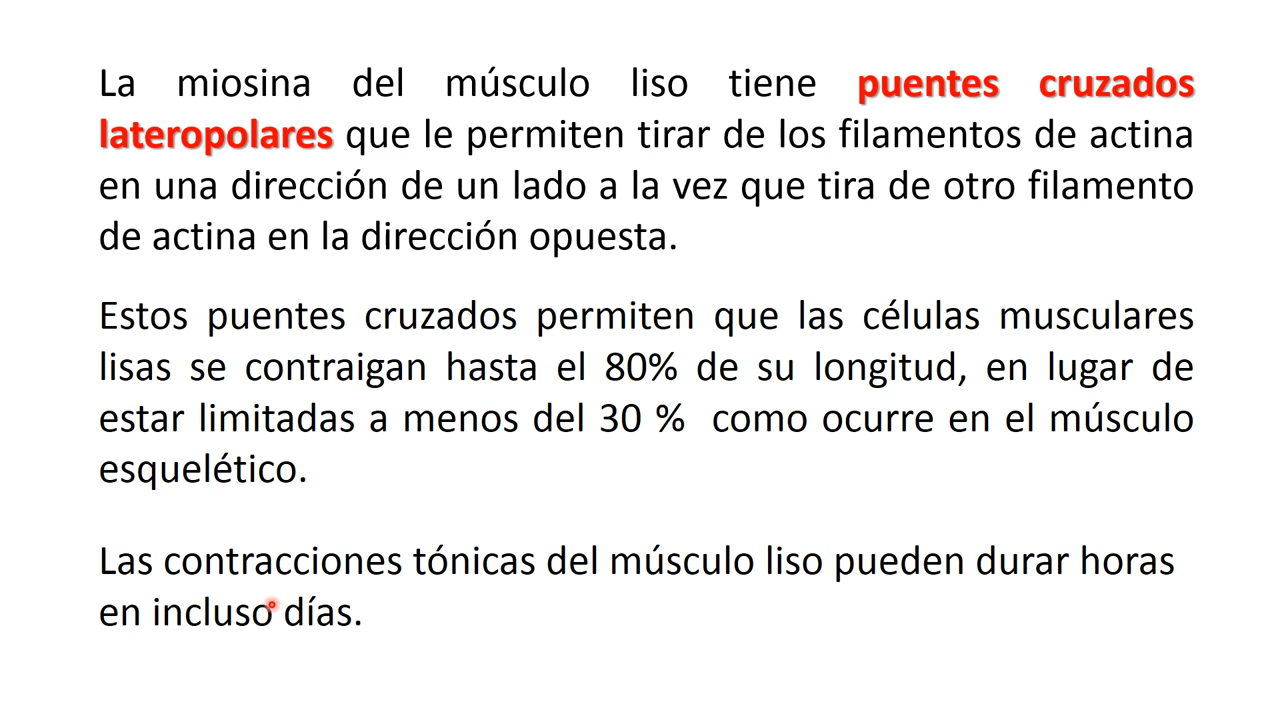 La miosina del músculo liso tiene puentes cruzados
lateropolares que le permiten tirar de los filamentos de actina
en una dirección de un lado a la vez que tira de otro filamento
de actina en la dirección opuesta.
Estos puentes cruzados permiten que las células musculares
lisas se contraigan hasta el 80% de su longitud, en lugar de
estar limitadas a menos del 30 % como ocurre en el músculo
esquelético.
Las contracciones tónicas del músculo liso pueden durar horas
en incluso días.